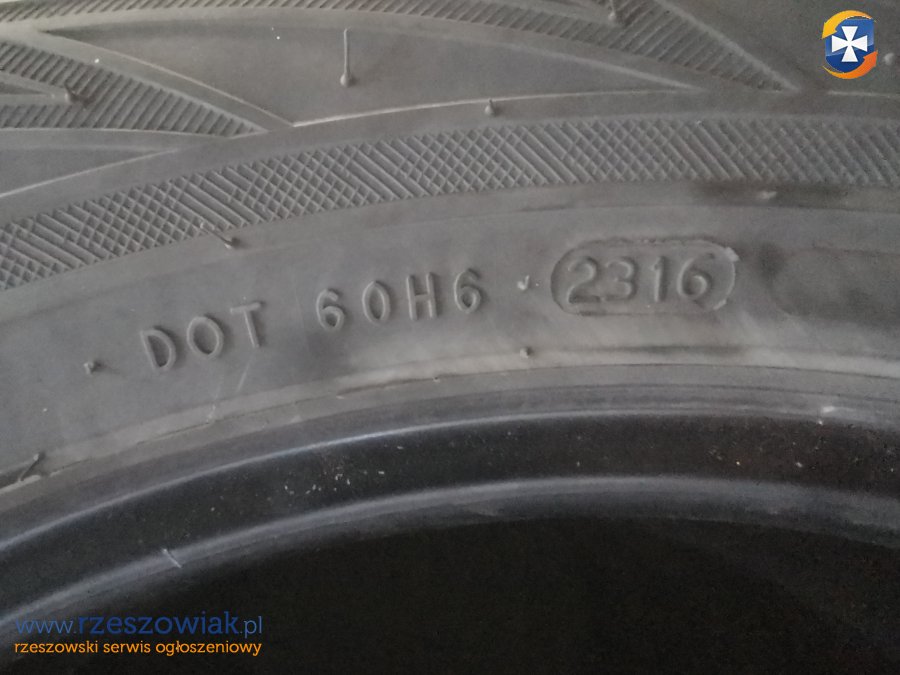 DOT 60H6 2316
www.rzeszowiak.pl
rzeszowski serwis ogłoszeniowy